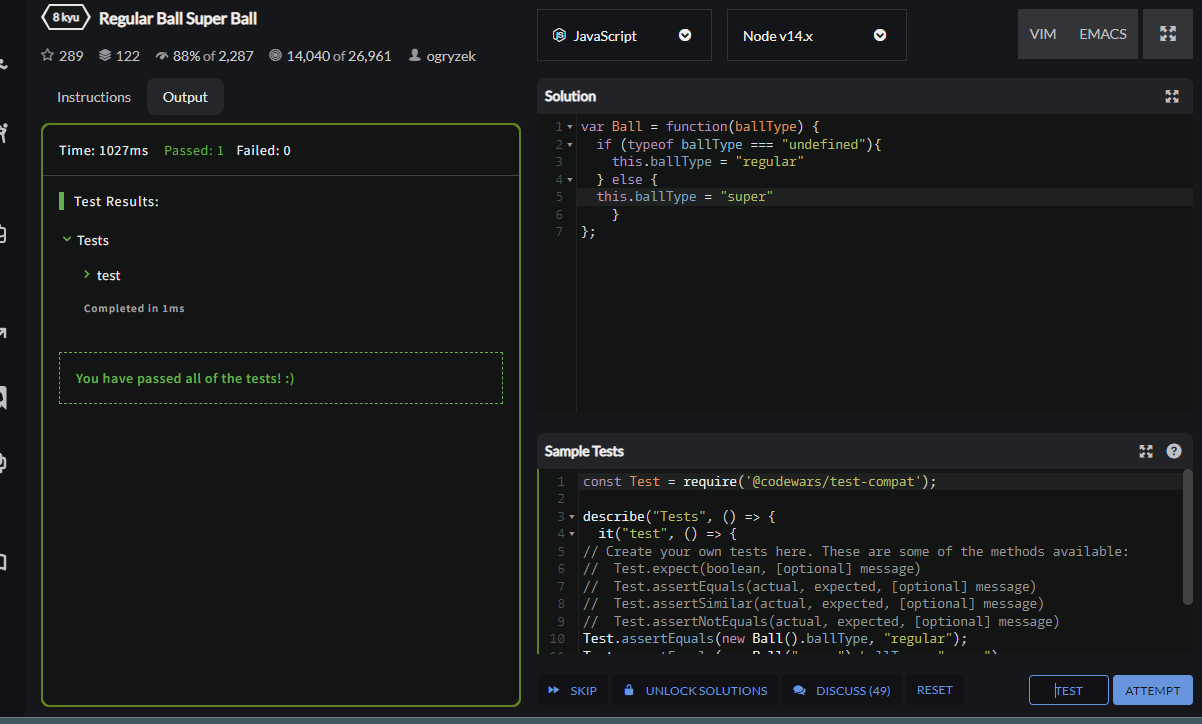 8 kyu Regular Ball Super Ball
289 122 88% of 2,287 14,040 of 26,961 ogryzek
Instructions Output
Time: 1027ms Passed: 1 Failed: 0
Test Results:
Tests
test
Completed in 1ms
You have passed all of the tests! :)
JavaScript Node v14.x VIM EMACS
Solution
1 var Ball = function(ballType) {
2 if (typeof ballType === "undefined"){
3 this.ballType = "regular"
4 } else {
5 this.ballType = "super"
6 }
7 };
Sample Tests
1 const Test = require('@codewars/test-compat');
2
3 describe("Tests", () => {
4 it("test", () => {
5 // Create your own tests here. These are some of the methods available:
6 // Test.expect(boolean, [optional] message)
7 // Test.assertEquals(actual, expected, [optional] message)
8 // Test.assertSimilar(actual, expected, [optional] message)
9 // Test.assertNotEquals(actual, expected, [optional] message)
10 Test.assertEquals(new Ball().ballType, "regular");
SKIP UNLOCK SOLUTIONS DISCUSS (49) RESET TEST ATTEMPT